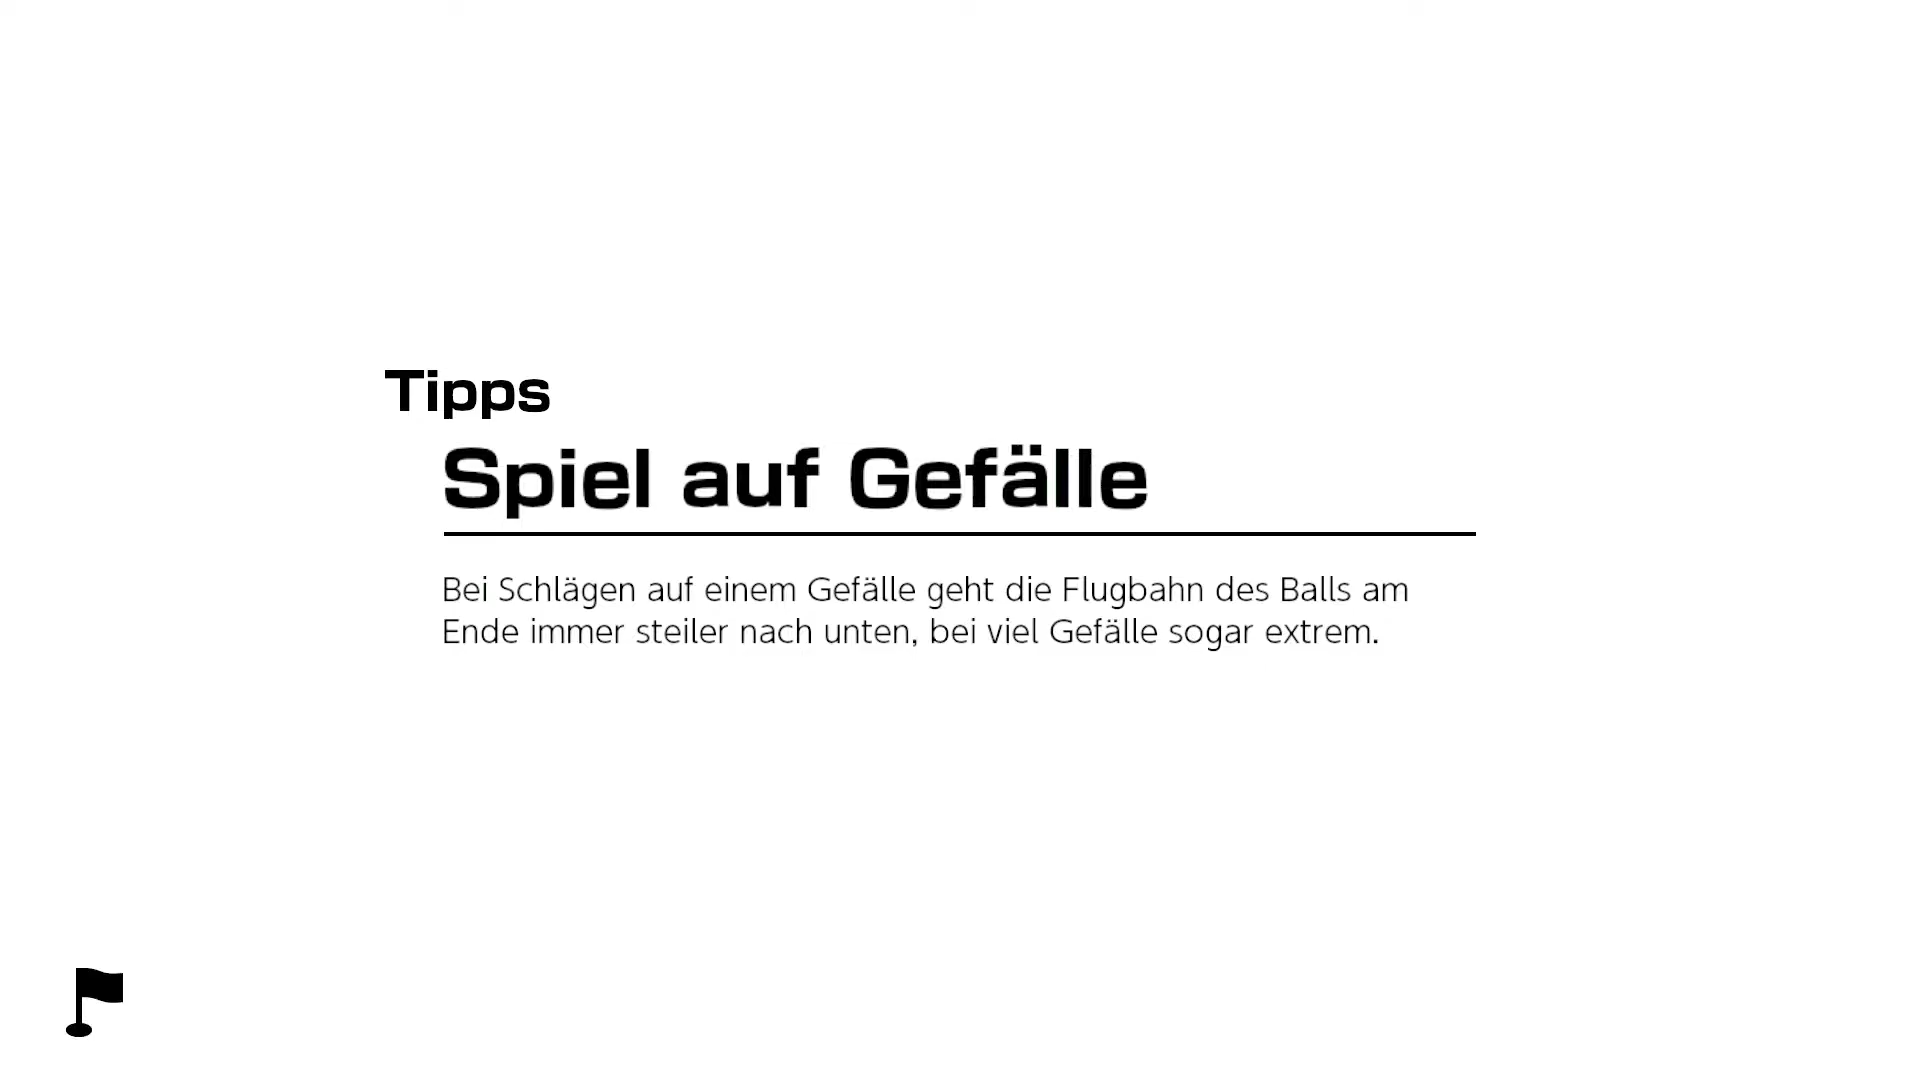 Tipps
Spiel auf Gefälle
Bei Schlägen auf einem Gefälle geht die Flugbahn des Balls am
Ende immer steiler nach unten, bei viel Gefälle sogar extrem.